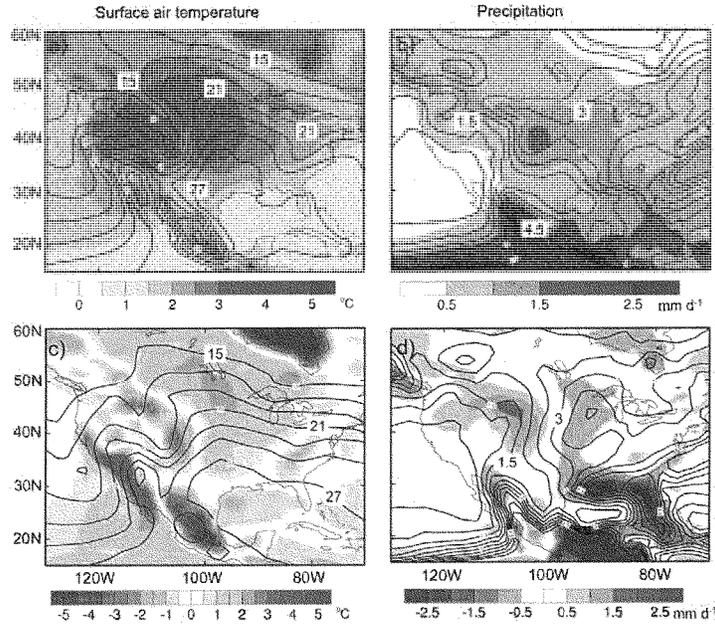 Surface air temperature
Precipitation
60N
50N
40N
30N
20N
15
15
21
21
27
1.5
3
4.5
0 1 2 3 4 5 °C
0.5 1.5 2.5 mm d⁻¹
60N
50N
40N
30N
20N
c)
15
21
27
d)
3
1.5
120W 100W 80W
120W 100W 80W
-5 -4 -3 -2 -1 0 1 2 3 4 5 °C
-2.5 -1.5 -0.5 0.5 1.5 2.5 mm d⁻¹